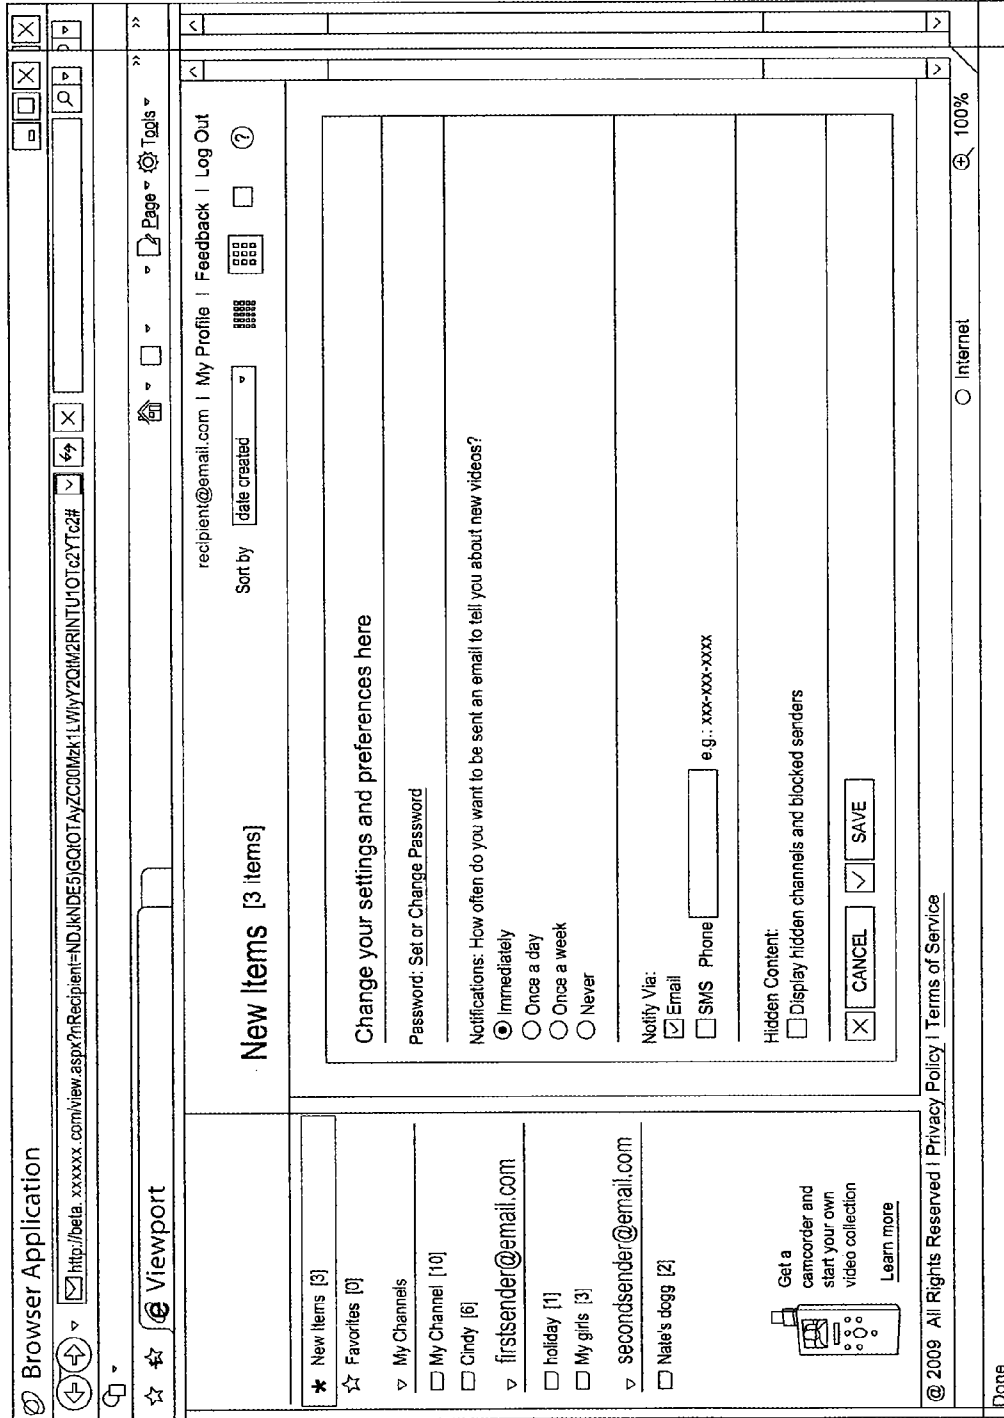 Browser Application
http://beta. xxxxxx. com/view.aspx?nRecipient=
Page Tools
Viewport
recipient@email.com | My Profile | Feedback | Log Out
New Items [3 items]
Sort by date created ?
* New Items [3]
Favorites [0]
My Channels
My Channel [10]
Cindy [6]
firstsender@email.com
holiday [1]
My girls [3]
secondsender@email.com
Nate's dogg [2]
Get a
camcorder and
start your own
video collection
Learn more
Change your settings and preferences here
Password: Set or Change Password
Notifications: How often do you want to be sent an email to tell you about new videos?
Immediately
Once a day
Once a week
Never
Notify Via:
Email
SMS Phone e.g.: xxx-xxx-xxxx
Hidden Content:
Display hidden channels and blocked senders
X CANCEL SAVE
@ 2009 All Rights Reserved | Privacy Policy | Terms of Service
Internet 100%
Done